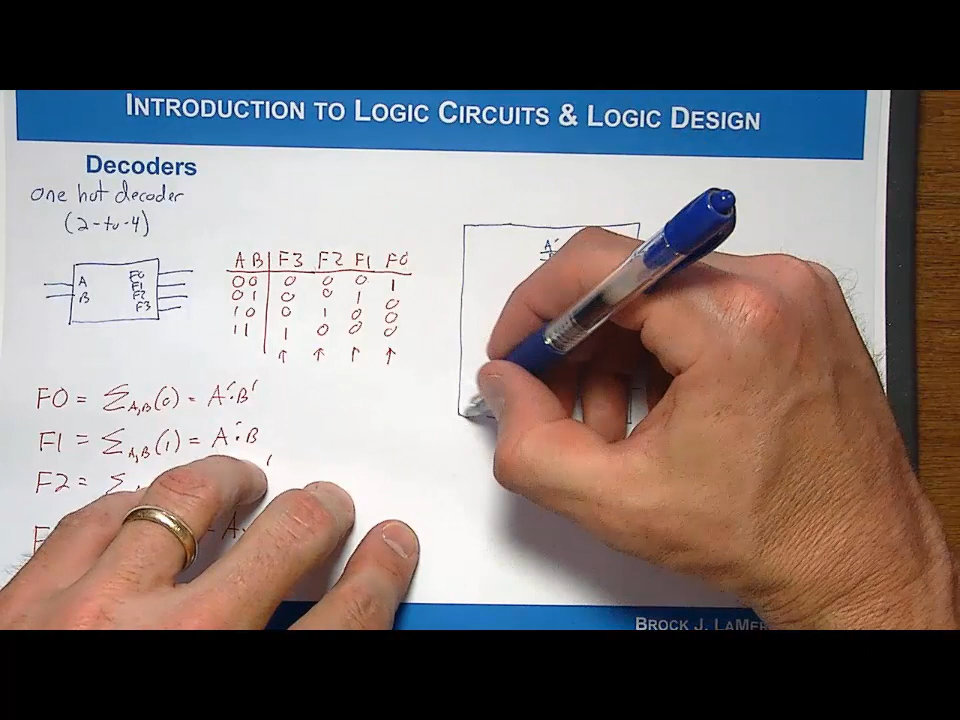 INTRODUCTION TO LOGIC CIRCUITS & LOGIC DESIGN
Decoders
one hot decoder
(2-to-4)
A
B
F0
F1
F2
F3
A B F3 F2 F1 F0
0 0 0 0 0 1
0 1 0 0 1 0
1 0 0 1 0 0
1 1 1 0 0 0
↑ ↑ ↑ ↑
A'
F0 = ΣA,B(0) = A'·B'
F1 = ΣA,B(1) = A'·B
F2 = Σ
BROCK J.